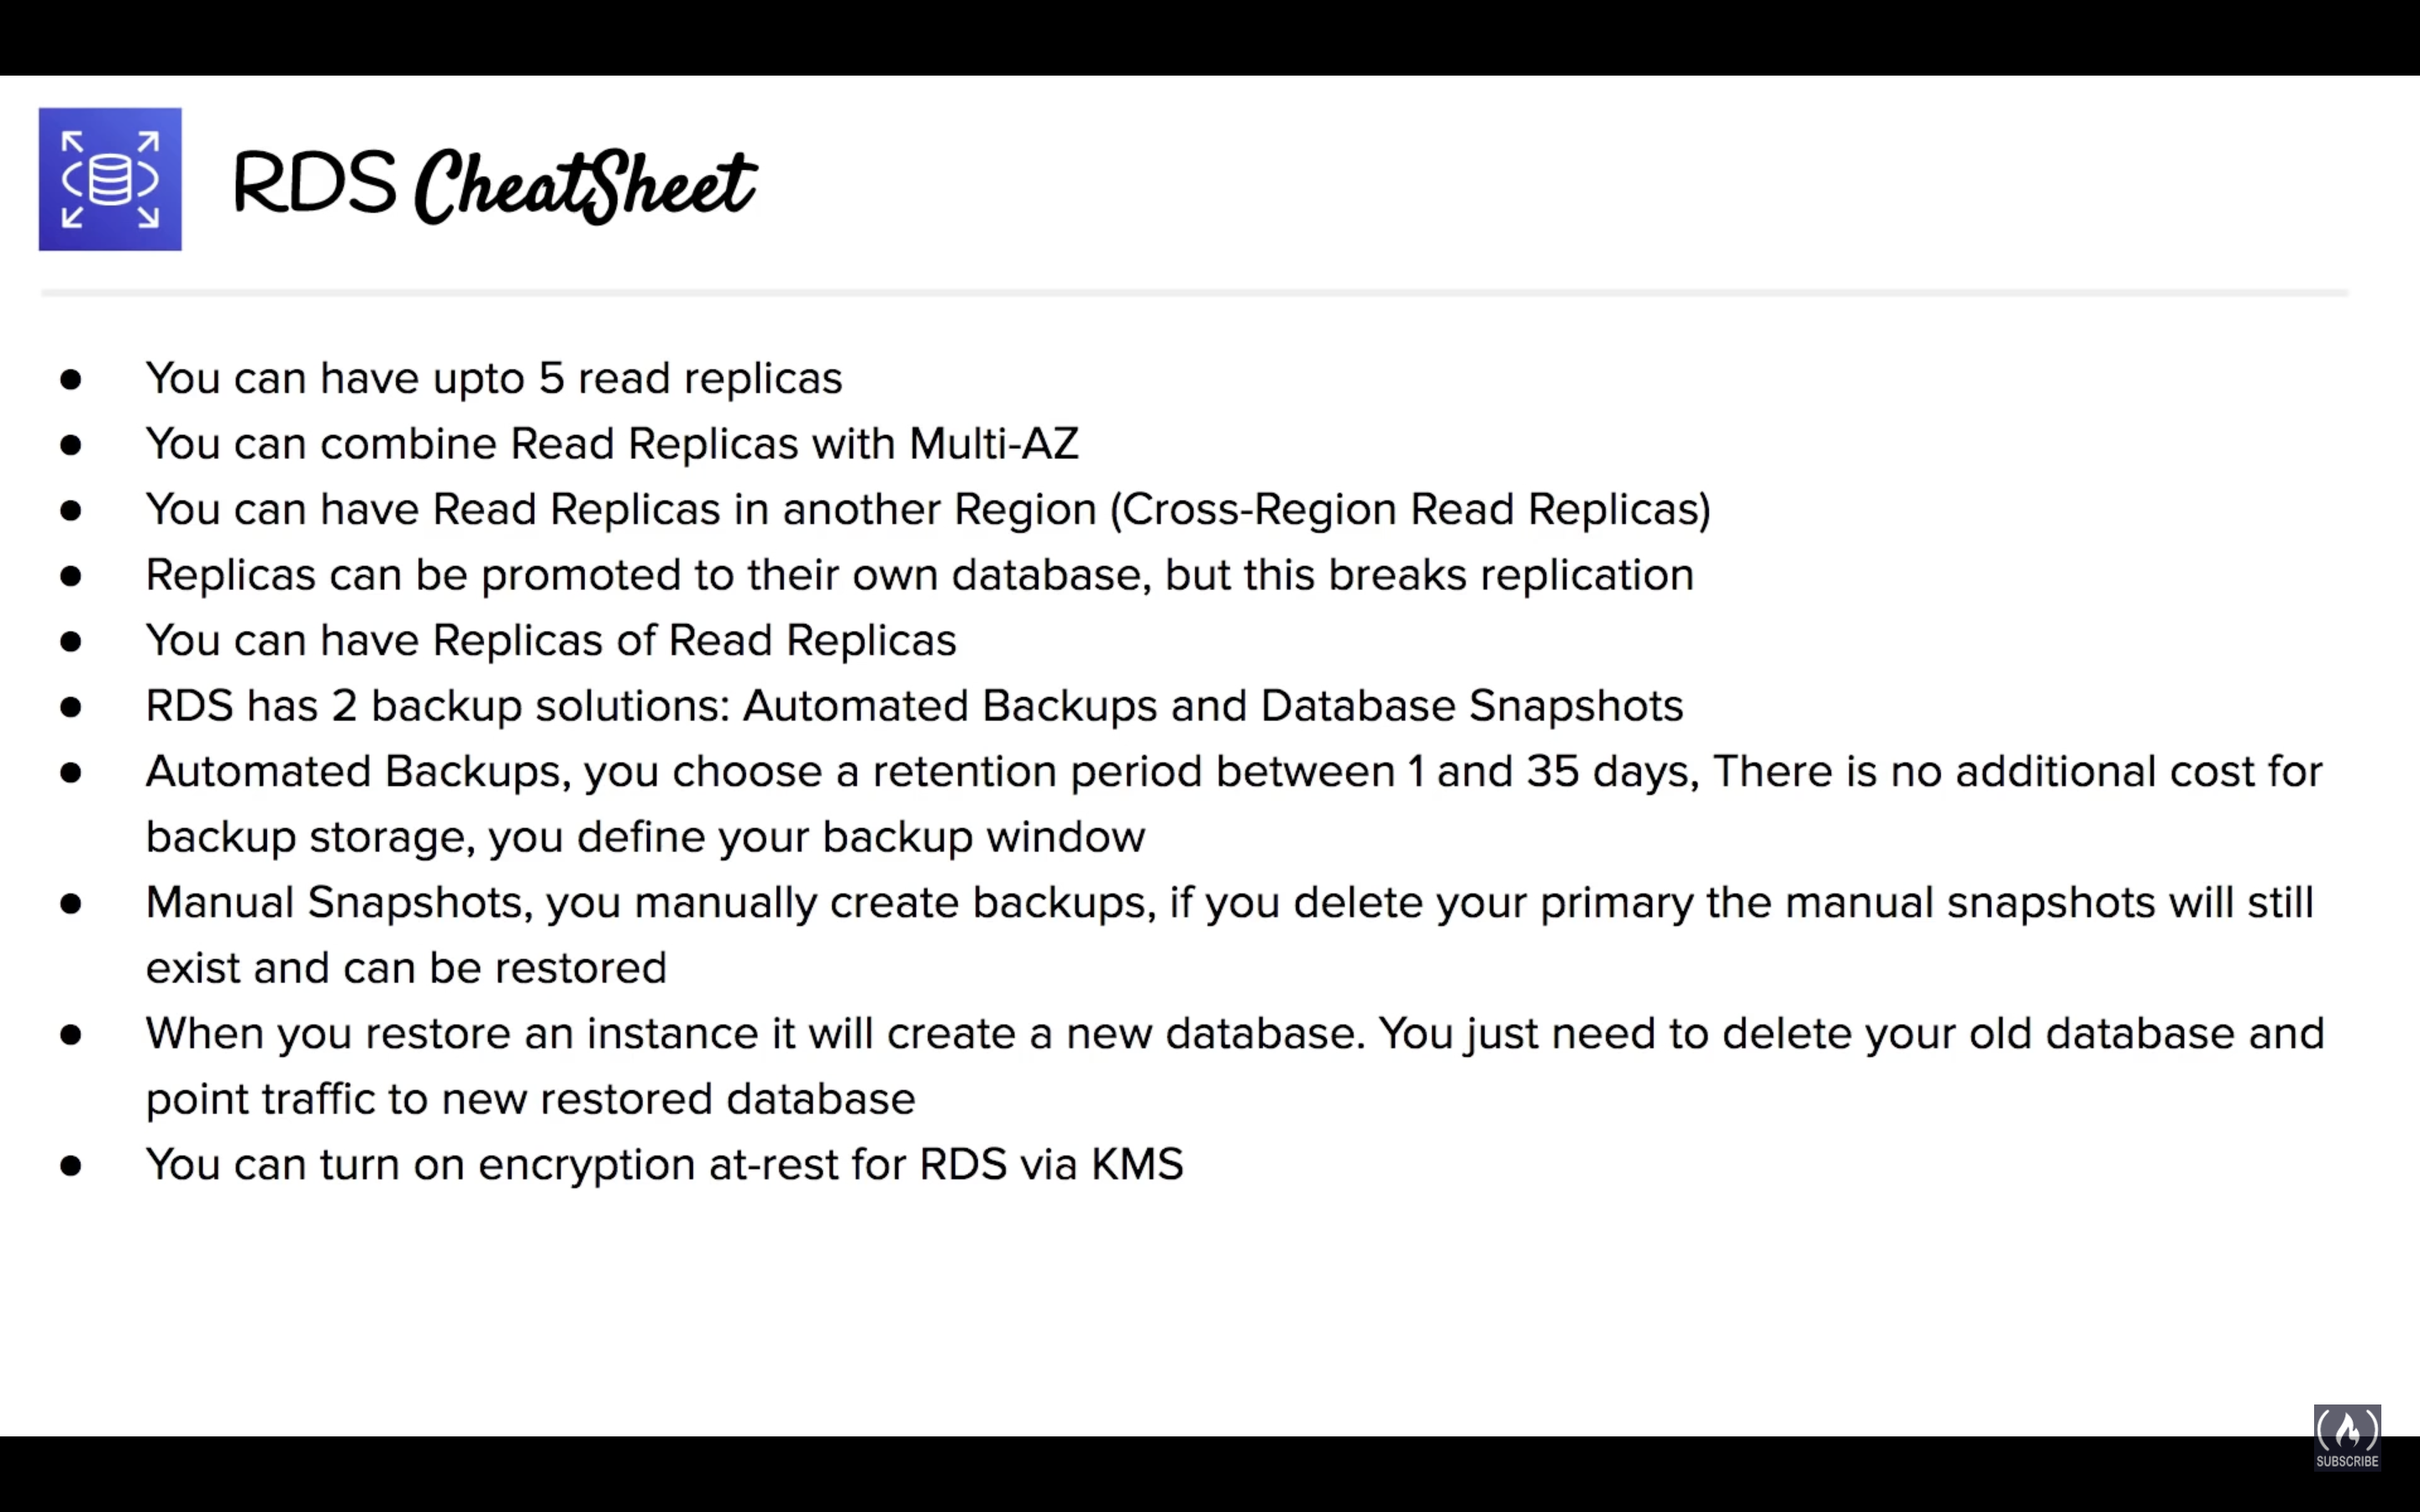 RDS CheatSheet
● You can have upto 5 read replicas
● You can combine Read Replicas with Multi-AZ
● You can have Read Replicas in another Region (Cross-Region Read Replicas)
● Replicas can be promoted to their own database, but this breaks replication
● You can have Replicas of Read Replicas
● RDS has 2 backup solutions: Automated Backups and Database Snapshots
● Automated Backups, you choose a retention period between 1 and 35 days, There is no additional cost for
backup storage, you define your backup window
● Manual Snapshots, you manually create backups, if you delete your primary the manual snapshots will still
exist and can be restored
● When you restore an instance it will create a new database. You just need to delete your old database and
point traffic to new restored database
● You can turn on encryption at-rest for RDS via KMS
SUBSCRIBE